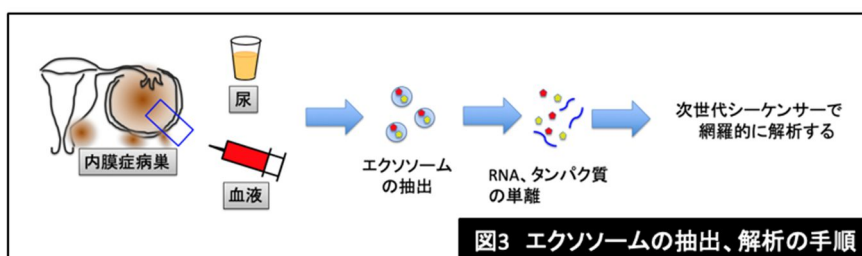 尿
内膜症病巣
血液
エクソソーム
の抽出
RNA、タンパク質
の単離
次世代シーケンサーで
網羅的に解析する
図3 エクソソームの抽出、解析の手順